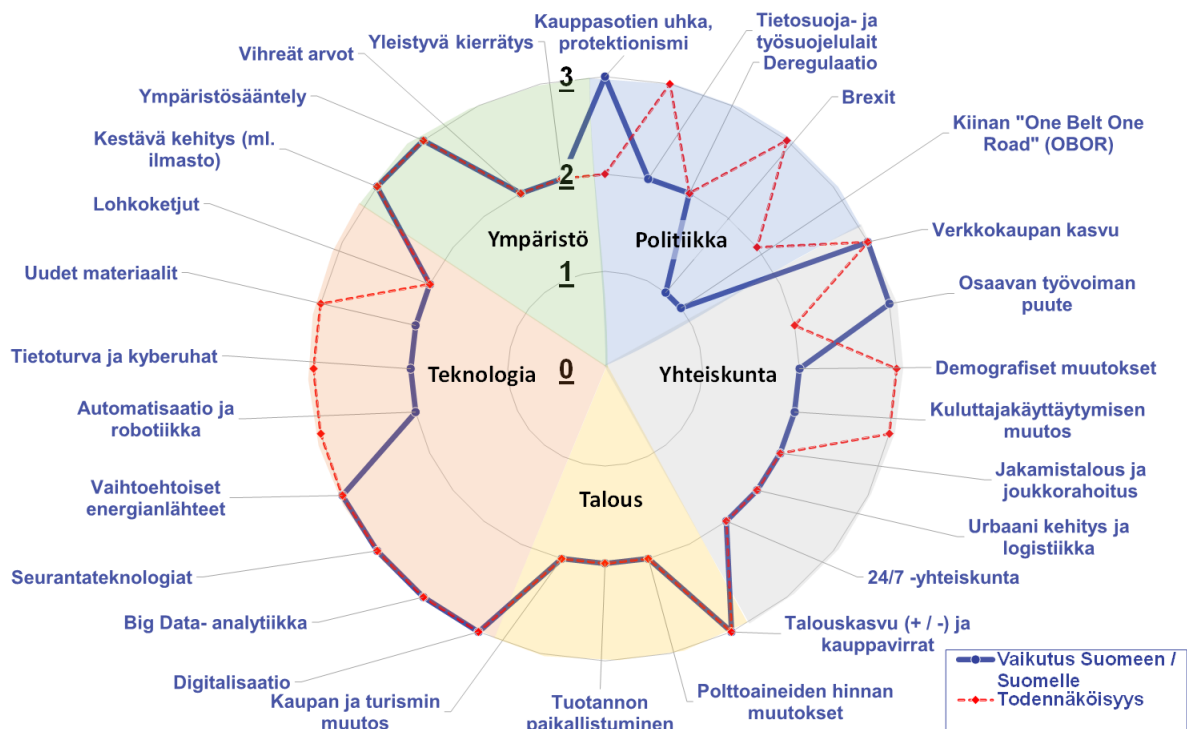 Kauppasotien uhka,
protektionismi
Tietosuoja- ja
työsuojelulait
Deregulaatio
Brexit
Kiinan "One Belt One
Road" (OBOR)
Verkkokaupan kasvu
Osaavan työvoiman
puute
Demografiset muutokset
Kuluttajakäyttäytymisen
muutos
Jakamistalous ja
joukkorahoitus
Urbaani kehitys ja
logistiikka
24/7 -yhteiskunta
Talouskasvu (+ / -) ja
kauppavirrat
Polttoaineiden hinnan
muutokset
Tuotannon
paikallistuminen
Kaupan ja turismin
muutos
Digitalisaatio
Big Data- analytiikka
Seurantateknologiat
Vaihtoehtoiset
energianlähteet
Automatisaatio ja
robotiikka
Tietoturva ja kyberuhat
Uudet materiaalit
Lohkoketjut
Kestävä kehitys (ml.
ilmasto)
Ympäristösääntely
Vihreät arvot
Yleistyvä kierrätys
3
2
1
0
Ympäristö
Politiikka
Teknologia
Yhteiskunta
Talous
Vaikutus Suomeen /
Suomelle
Todennäköisyys